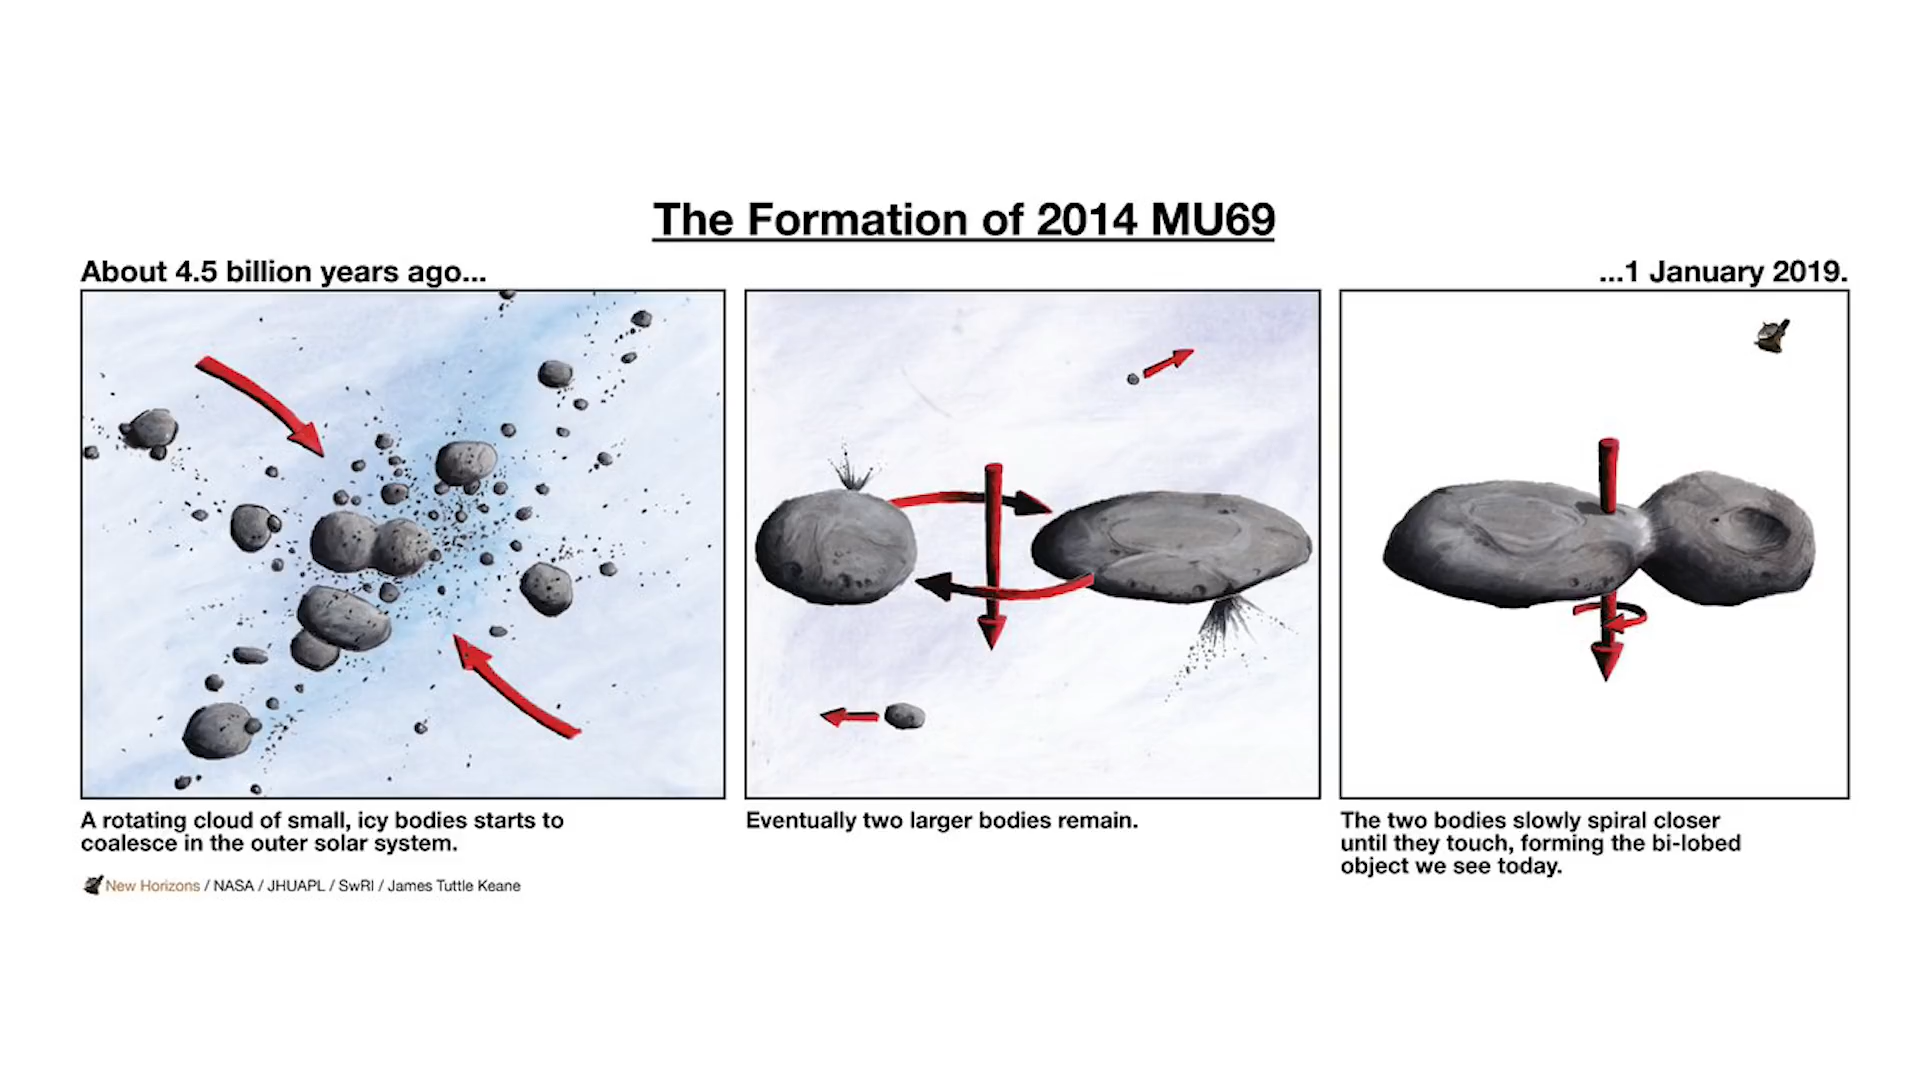 The Formation of 2014 MU69
About 4.5 billion years ago...
...1 January 2019.
A rotating cloud of small, icy bodies starts to
coalesce in the outer solar system.
Eventually two larger bodies remain.
The two bodies slowly spiral closer
until they touch, forming the bi-lobed
object we see today.
New Horizons / NASA / JHUAPL / SwRI / James Tuttle Keane